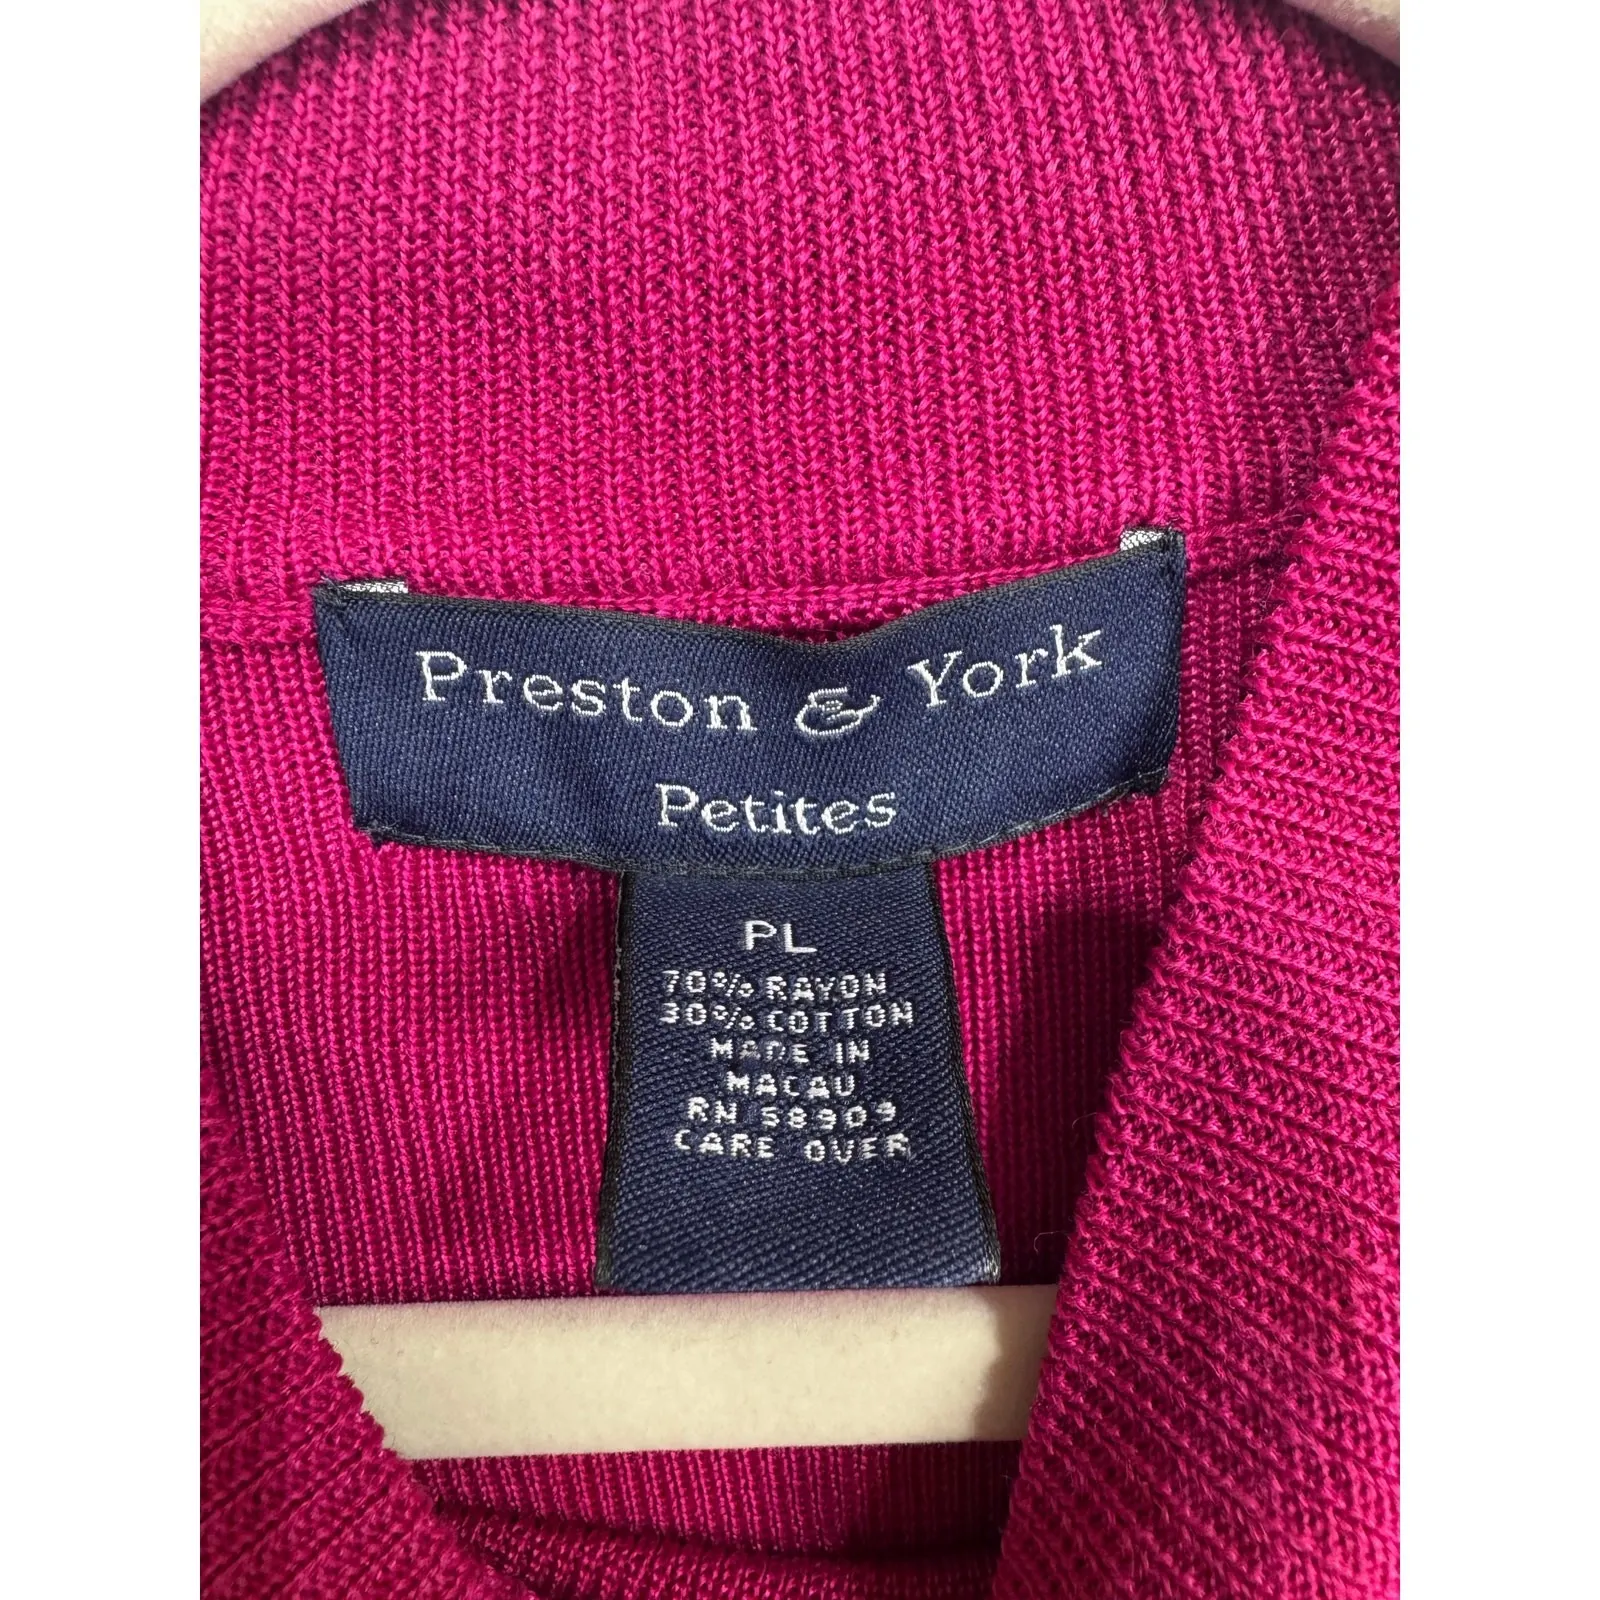 Preston & York
Petites
PL
70% RAYON
30% COTTON
MADE IN
MACAU
RN 58909
CARE OVER